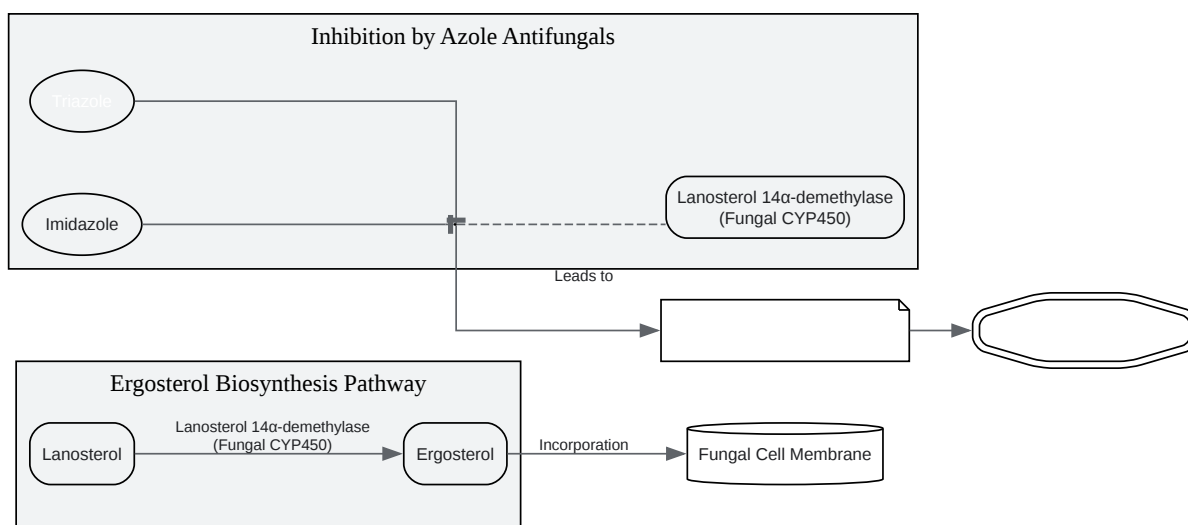 Inhibition by Azole Antifungals
Triazole
Imidazole
Lanosterol 14α-demethylase
(Fungal CYP450)
Leads to
Ergosterol Biosynthesis Pathway
Lanosterol
Lanosterol 14α-demethylase
(Fungal CYP450)
Ergosterol
Incorporation
Fungal Cell Membrane